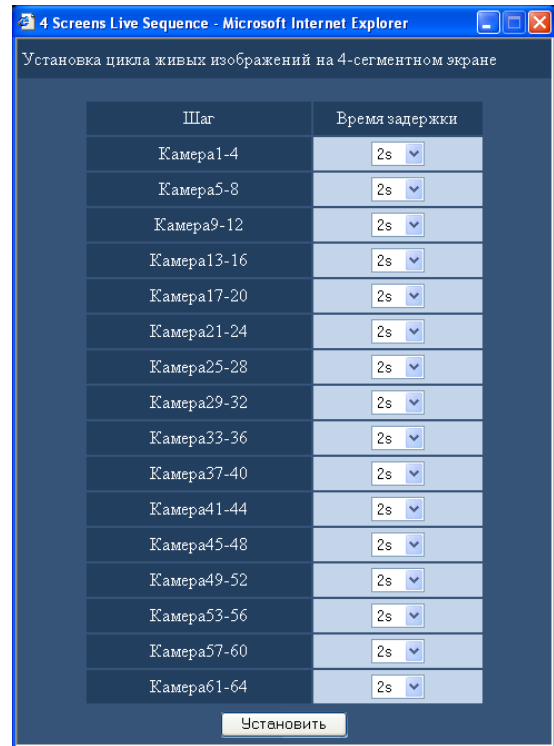 4 Screens Live Sequence - Microsoft Internet Explorer
Установка цикла живых изображений на 4-сегментном экране
Шаг Время задержки
Камера1-4 2s
Камера5-8 2s
Камера9-12 2s
Камера13-16 2s
Камера17-20 2s
Камера21-24 2s
Камера25-28 2s
Камера29-32 2s
Камера33-36 2s
Камера37-40 2s
Камера41-44 2s
Камера45-48 2s
Камера49-52 2s
Камера53-56 2s
Камера57-60 2s
Камера61-64 2s
Установить